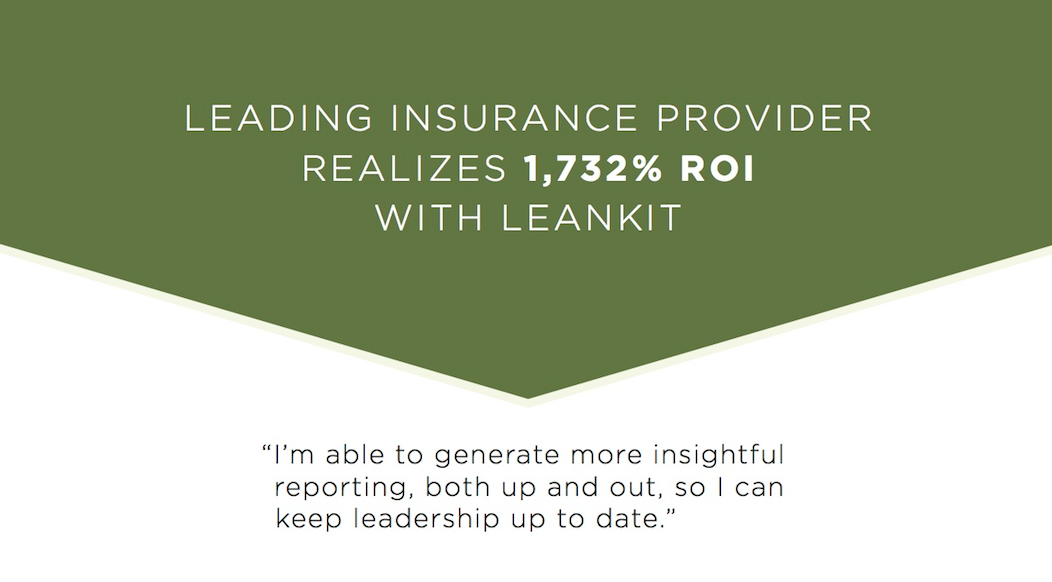 LEADING INSURANCE PROVIDER
REALIZES 1,732% ROI
WITH LEANKIT
“I’m able to generate more insightful
reporting, both up and out, so I can
keep leadership up to date.”